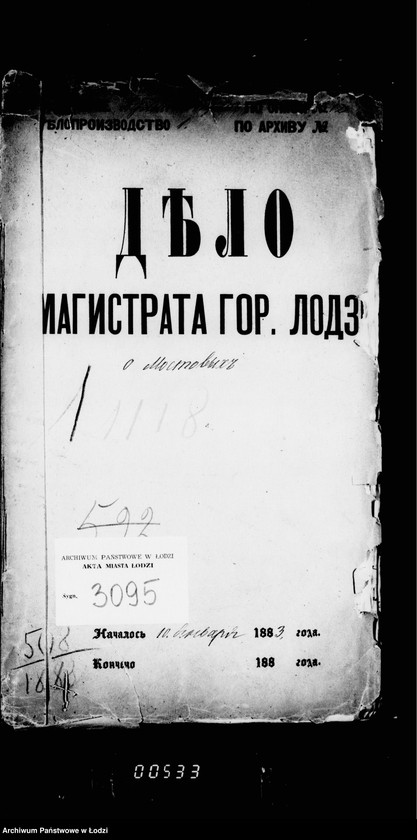 ѢЛОПРОИЗВОДСТВО ПО АРХИВУ №
ДѢЛО
МАГИСТРАТА ГОР. ЛОДЗ
о мостовыхъ
1118
592
ARCHIWUM PAŃSTWOWE W ŁODZI
AKTA MIASTA ŁODZI
sygn. 3095
Началось 10 Января 1883 года.
Кончено 188 года.
00533
Archiwum Państwowe w Łodzi